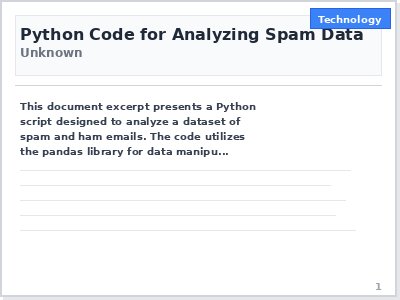 Technology
Python Code for Analyzing Spam Data
Unknown
This document excerpt presents a Python
script designed to analyze a dataset of
spam and ham emails. The code utilizes
the pandas library for data manipu...
1